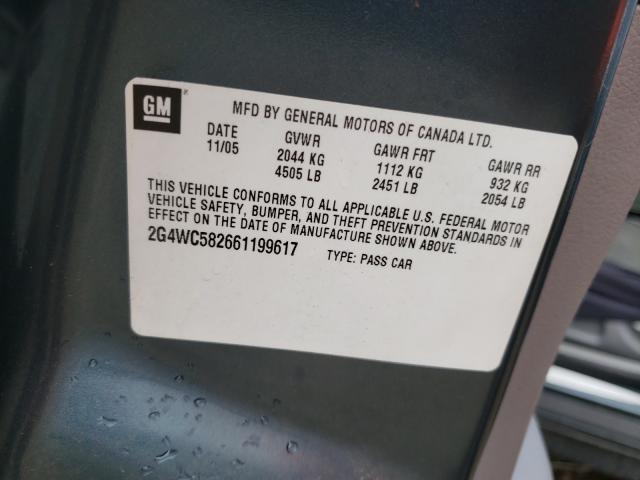 GM
MFD BY GENERAL MOTORS OF CANADA LTD.
DATE GVWR GAWR FRT GAWR RR
11/05 2044 KG 1112 KG 932 KG
4505 LB 2451 LB 2054 LB
THIS VEHICLE CONFORMS TO ALL APPLICABLE U.S. FEDERAL MOTOR
VEHICLE SAFETY, BUMPER, AND THEFT PREVENTION STANDARDS IN
EFFECT ON THE DATE OF MANUFACTURE SHOWN ABOVE.
2G4WC582661199617 TYPE: PASS CAR